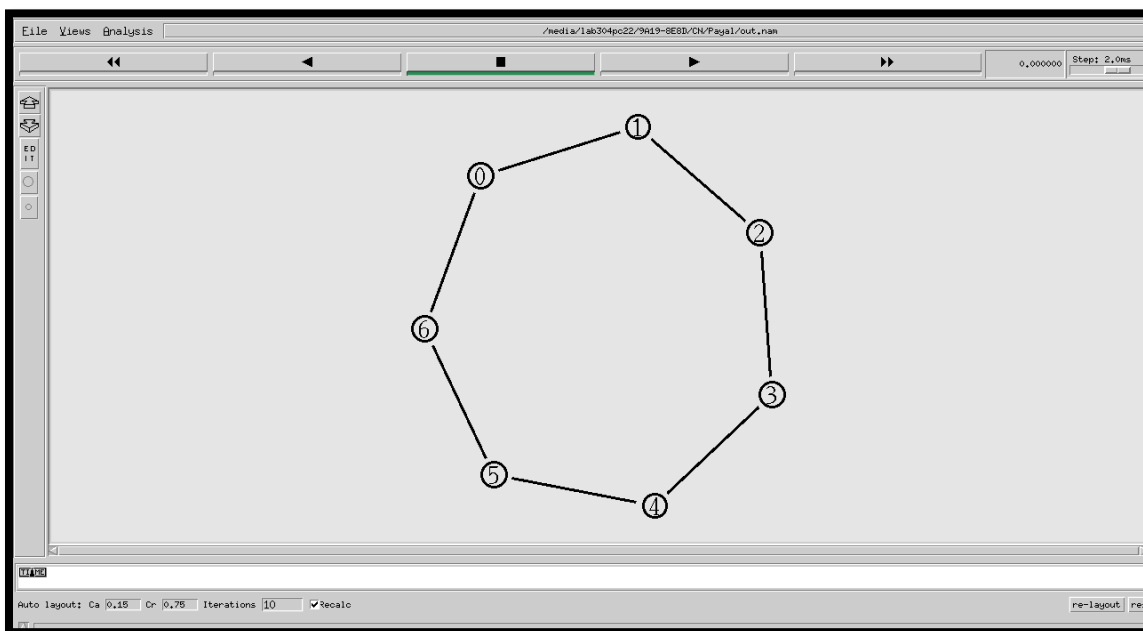 File Views Analysis /media/lab304pc22/9A19-8E8D/CN/Payal/out.nam
0.000000 Step: 2.0ms
ED
IT
1
0
2
6
3
5
4
TIME
Auto layout: Ca 0.15 Cr 0.75 Iterations 10 Recalc re-layout